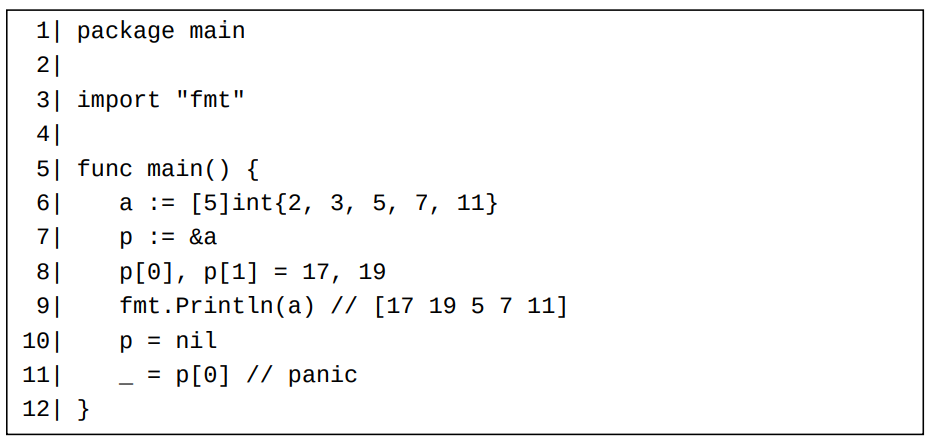 1| package main
2|
3| import "fmt"
4|
5| func main() {
6|    a := [5]int{2, 3, 5, 7, 11}
7|    p := &a
8|    p[0], p[1] = 17, 19
9|    fmt.Println(a) // [17 19 5 7 11]
10|    p = nil
11|    _ = p[0] // panic
12| }